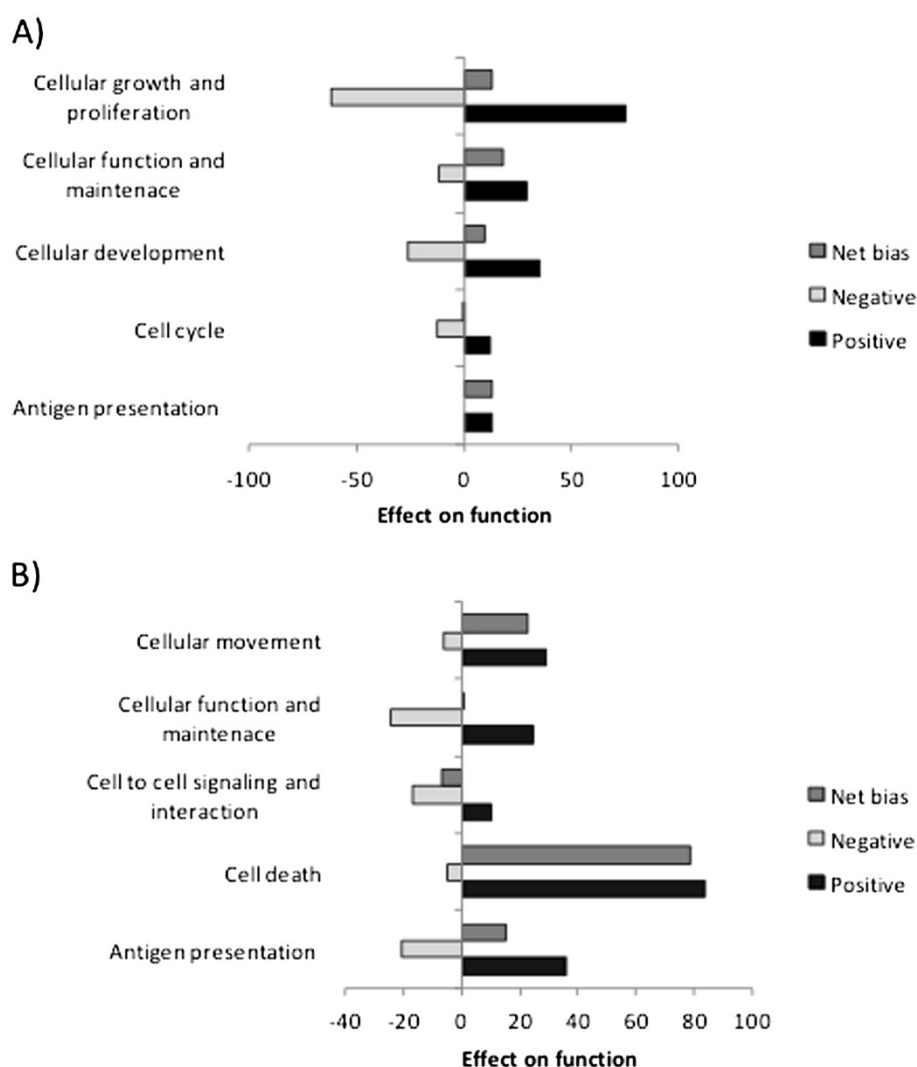 A)
Cellular growth and
proliferation
Cellular function and
maintenace
Cellular development
Cell cycle
Antigen presentation
Net bias
Negative
Positive
-100 -50 0 50 100
Effect on function
B)
Cellular movement
Cellular function and
maintenace
Cell to cell signaling and
interaction
Cell death
Antigen presentation
Net bias
Negative
Positive
-40 -20 0 20 40 60 80 100
Effect on function